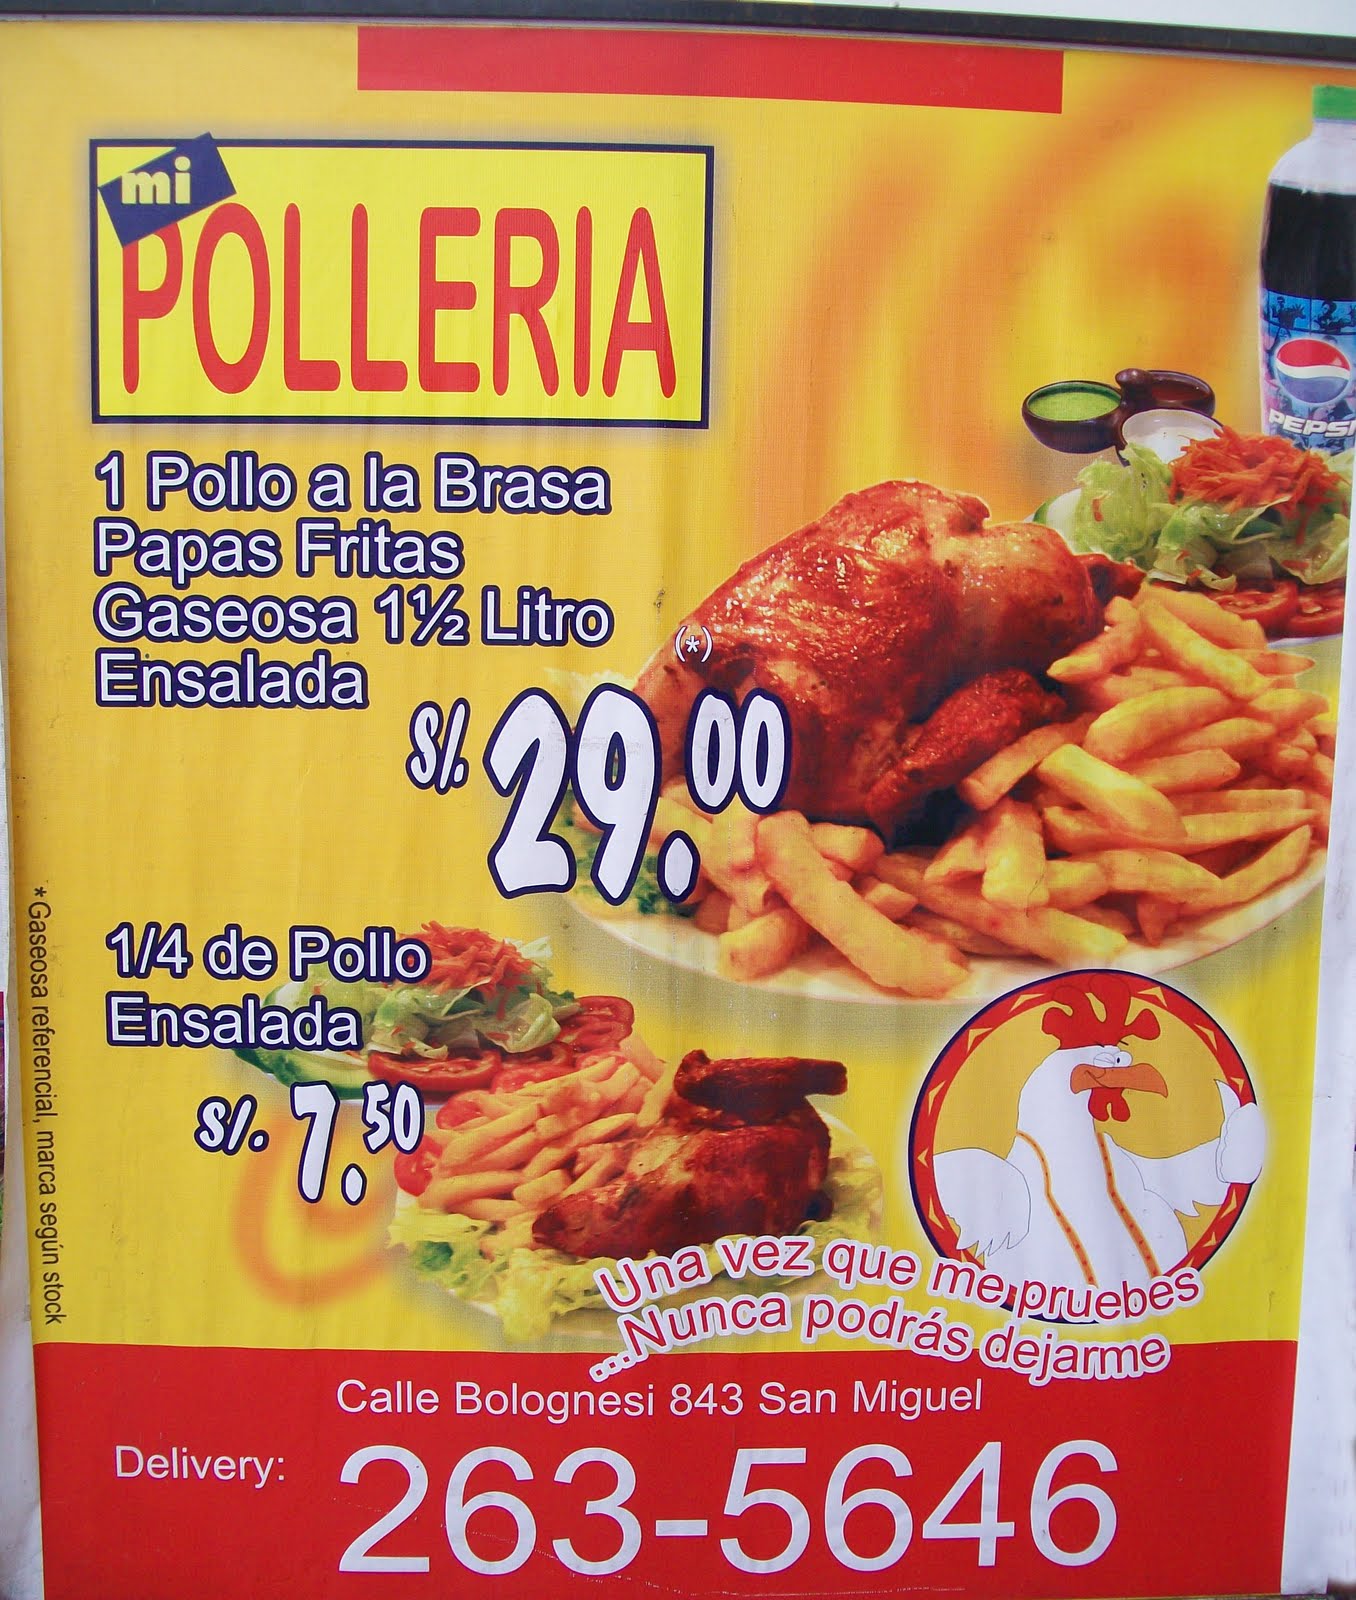 mi
POLLERIA
1 Pollo a la Brasa
Papas Fritas
Gaseosa 1½ Litro
(*)
Ensalada
S/. 29.00
1/4 de Pollo
Ensalada
S/. 7.50
*Gaseosa referencial, marca según stock
PEPSI
Una vez que me pruebes
...Nunca podrás dejarme
Calle Bolognesi 843 San Miguel
Delivery: 263-5646